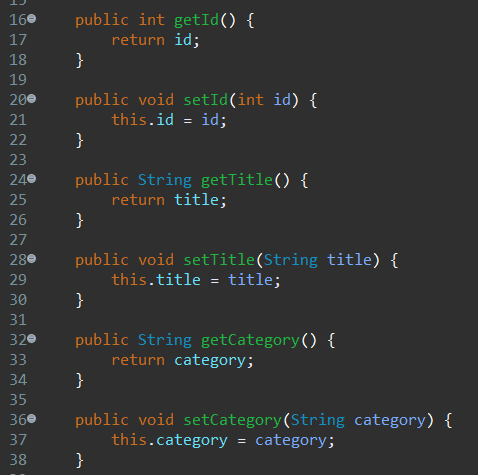 16 public int getId() {
17 return id;
18 }
19
20 public void setId(int id) {
21 this.id = id;
22 }
23
24 public String getTitle() {
25 return title;
26 }
27
28 public void setTitle(String title) {
29 this.title = title;
30 }
31
32 public String getCategory() {
33 return category;
34 }
35
36 public void setCategory(String category) {
37 this.category = category;
38 }